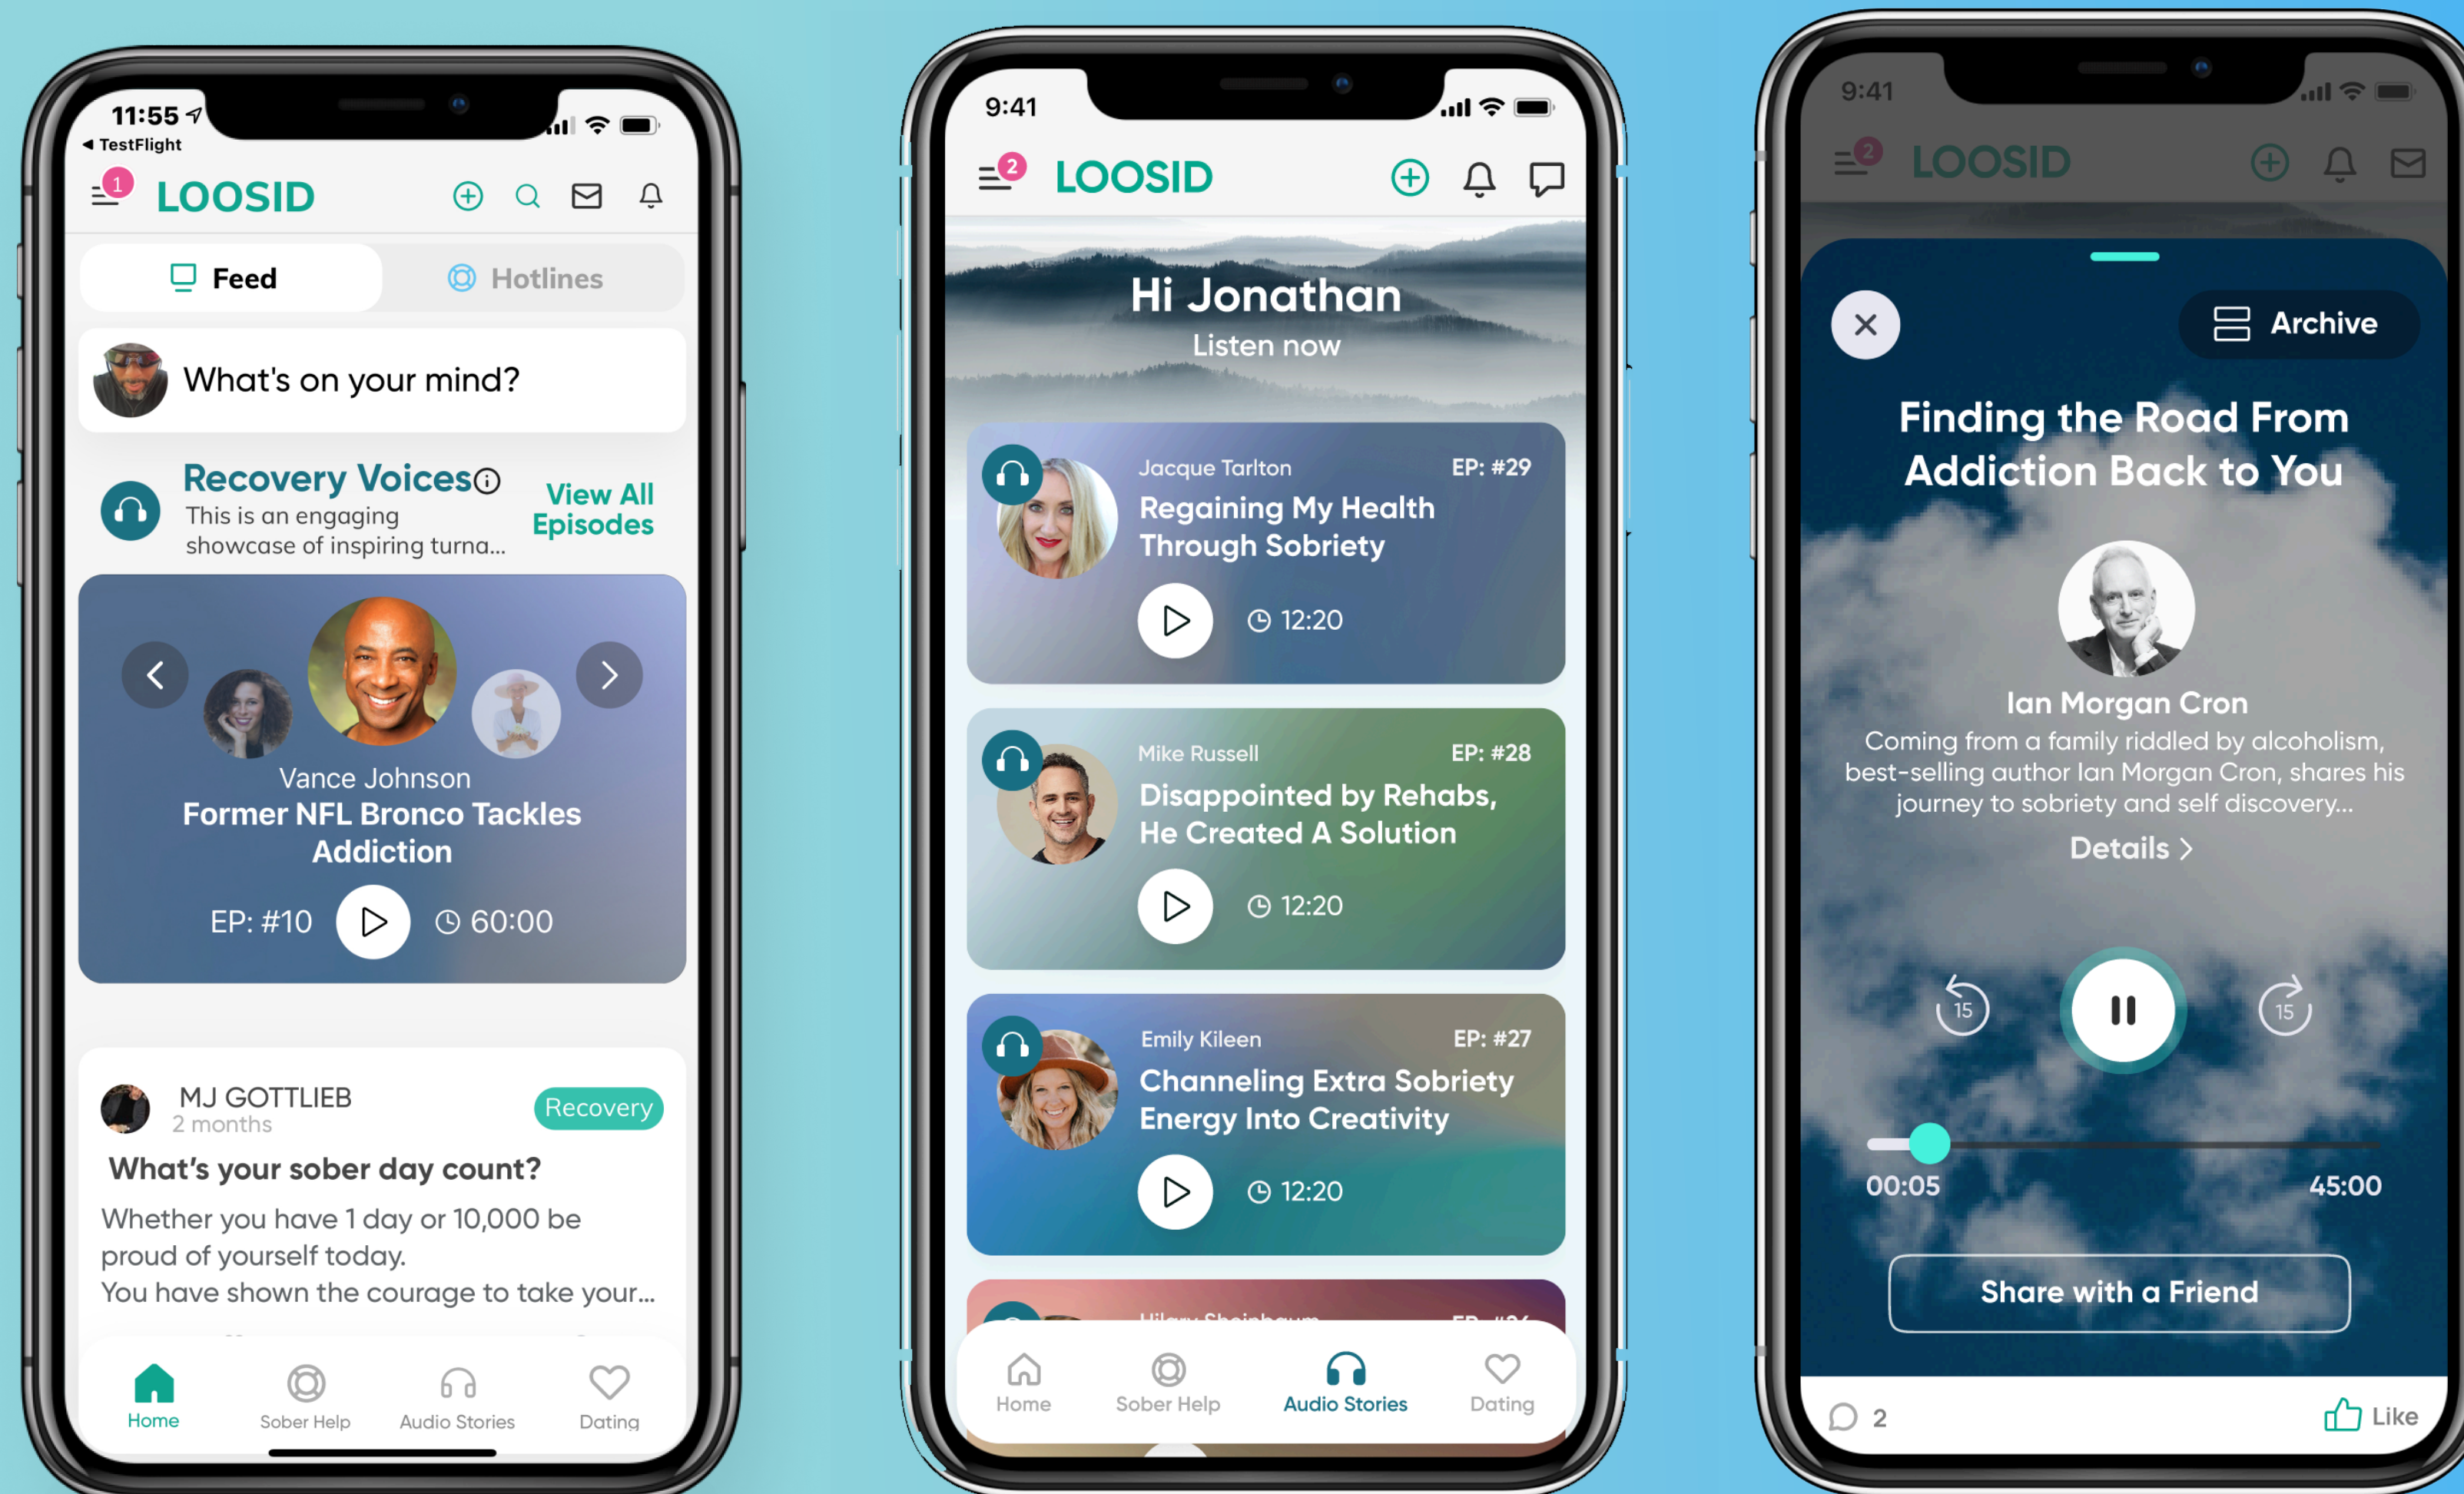 11:55
TestFlight
1
LOOSID
Feed
Hotlines
What's on your mind?
Recovery Voices
This is an engaging
showcase of inspiring turna...
View All
Episodes
Vance Johnson
Former NFL Bronco Tackles
Addiction
EP: #10
60:00
MJ GOTTLIEB
2 months
Recovery
What's your sober day count?
Whether you have 1 day or 10,000 be
proud of yourself today.
You have shown the courage to take your...
Home
Sober Help
Audio Stories
Dating
9:41
2
LOOSID
Hi Jonathan
Listen now
Jacque Tarlton
EP: #29
Regaining My Health
Through Sobriety
12:20
Mike Russell
EP: #28
Disappointed by Rehabs,
He Created A Solution
12:20
Emily Kileen
EP: #27
Channeling Extra Sobriety
Energy Into Creativity
12:20
Home
Sober Help
Audio Stories
Dating
9:41
2
LOOSID
Archive
Finding the Road From
Addiction Back to You
Ian Morgan Cron
Coming from a family riddled by alcoholism,
best-selling author Ian Morgan Cron, shares his
journey to sobriety and self discovery...
Details
15
15
00:05
45:00
Share with a Friend
2
Like